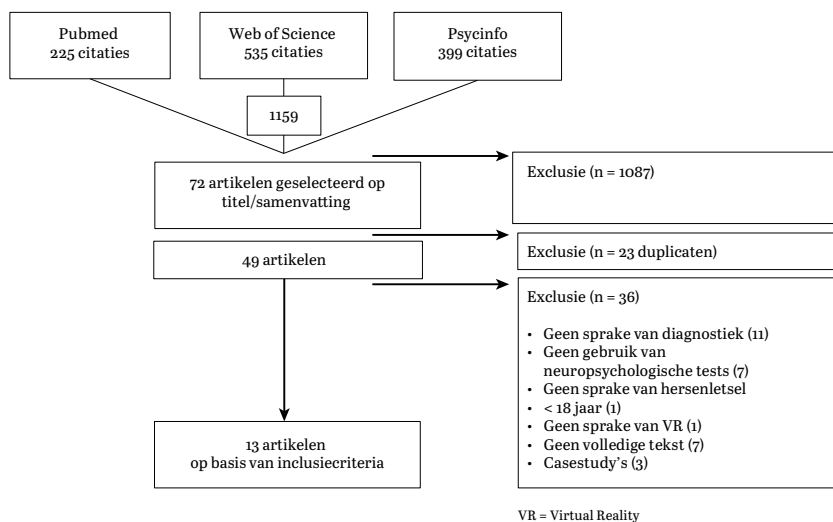 Pubmed
225 citaties
Web of Science
535 citaties
Psycinfo
399 citaties
1159
72 artikelen geselecteerd op
titel/samenvatting
Exclusie (n = 1087)
Exclusie (n = 23 duplicaten)
49 artikelen
Exclusie (n = 36)
• Geen sprake van diagnostiek (11)
• Geen gebruik van
neuropsychologische tests (7)
• Geen sprake van hersenletsel
• < 18 jaar (1)
• Geen sprake van VR (1)
• Geen volledige tekst (7)
• Casestudy's (3)
13 artikelen
op basis van inclusiecriteria
VR = Virtual Reality